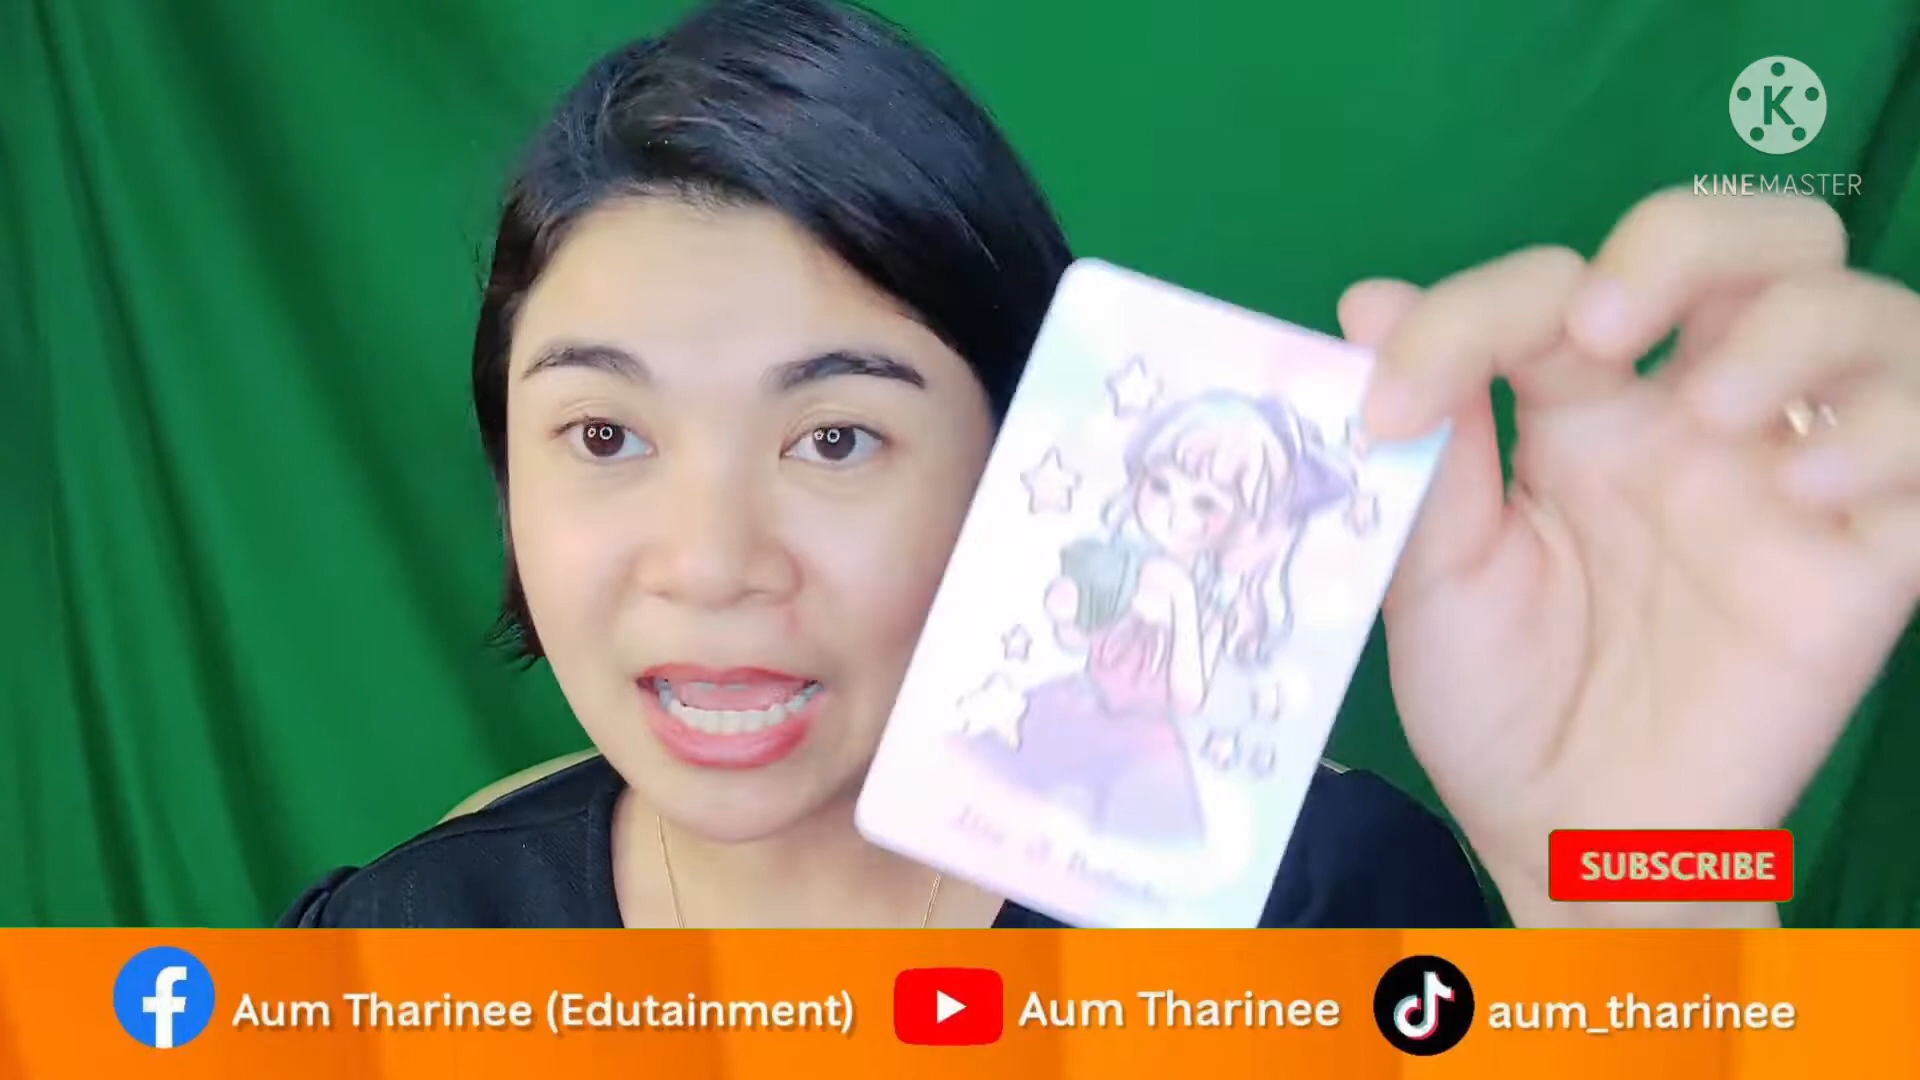 K
KINEMASTER
SUBSCRIBE
Aum Tharinee (Edutainment)
Aum Tharinee
aum_tharinee